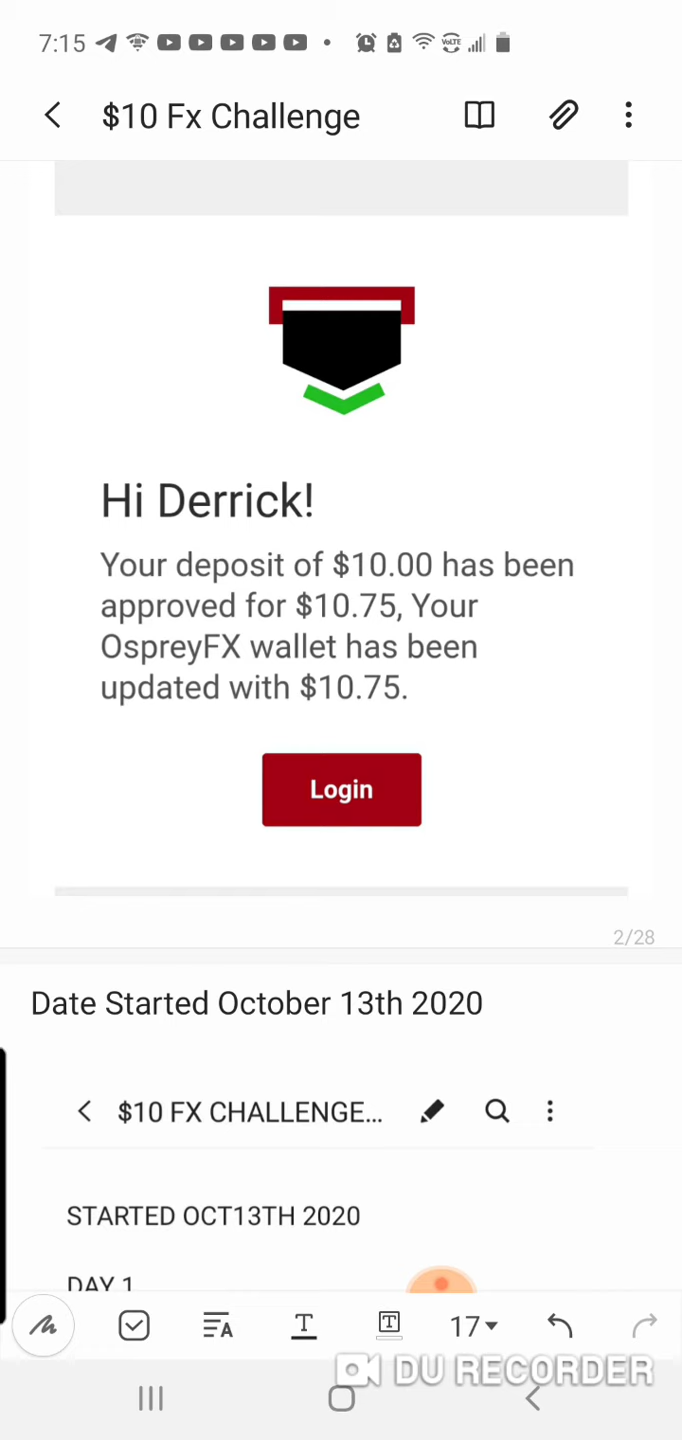 7:15
$10 Fx Challenge
Hi Derrick!
Your deposit of $10.00 has been
approved for $10.75, Your
OspreyFX wallet has been
updated with $10.75.
Login
2/28
Date Started October 13th 2020
$10 FX CHALLENGE...
STARTED OCT13TH 2020
DAY 1
17
DU RECORDER